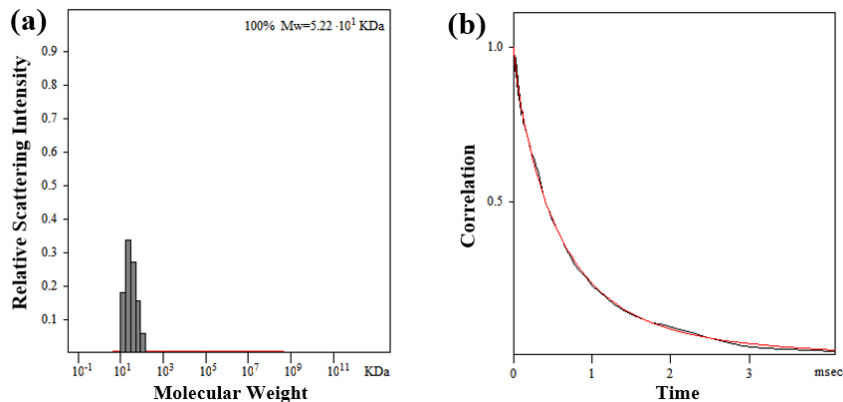 (a)
100% Mw=5.22 ·10¹ KDa
Relative Scattering Intensity
0.9
0.8
0.7
0.6
0.5
0.4
0.3
0.2
0.1
10⁻¹ 10¹ 10³ 10⁵ 10⁷ 10⁹ 10¹¹ KDa
Molecular Weight
(b)
Correlation
1.0
0.5
0 1 2 3 msec
Time